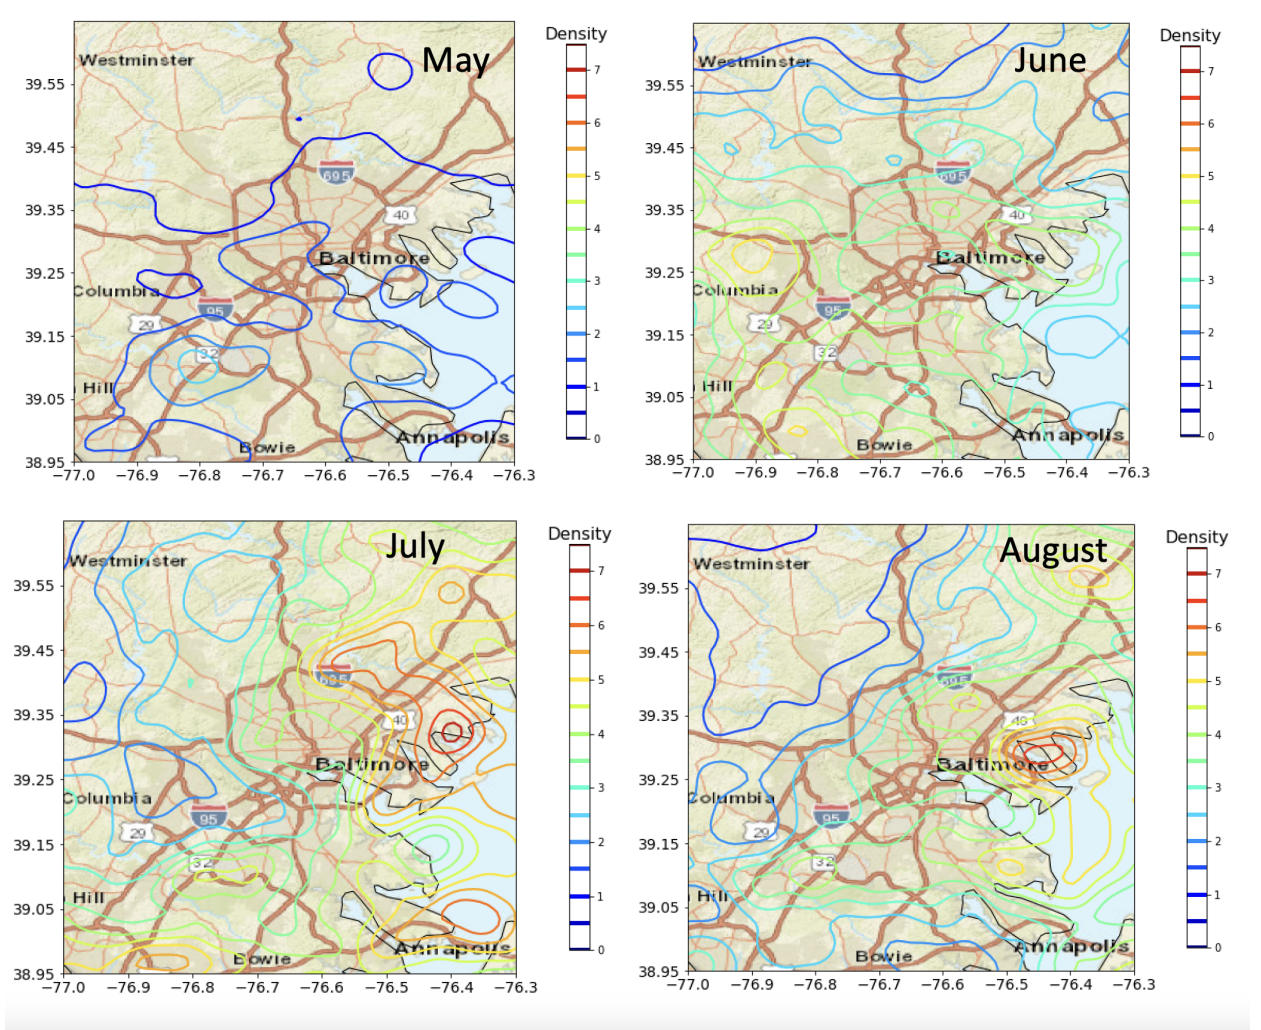 May
Density
Westminster
695
40
Baltimore
Columbia
95
29
32
Hill
Bowie
Annapolis
39.55
39.45
39.35
39.25
39.15
39.05
38.95
−77.0 −76.9 −76.8 −76.7 −76.6 −76.5 −76.4 −76.3
7
6
5
4
3
2
1
0
June
Density
Westminster
695
40
Baltimore
Columbia
95
29
32
Hill
Bowie
Annapolis
39.55
39.45
39.35
39.25
39.15
39.05
38.95
−77.0 −76.9 −76.8 −76.7 −76.6 −76.5 −76.4 −76.3
7
6
5
4
3
2
1
0
July
Density
Westminster
695
40
Baltimore
Columbia
95
29
32
Hill
Bowie
Annapolis
39.55
39.45
39.35
39.25
39.15
39.05
38.95
−77.0 −76.9 −76.8 −76.7 −76.6 −76.5 −76.4 −76.3
7
6
5
4
3
2
1
0
August
Density
Westminster
695
40
Baltimore
Columbia
95
29
32
Hill
Bowie
Annapolis
39.55
39.45
39.35
39.25
39.15
39.05
38.95
−77.0 −76.9 −76.8 −76.7 −76.6 −76.5 −76.4 −76.3
7
6
5
4
3
2
1
0